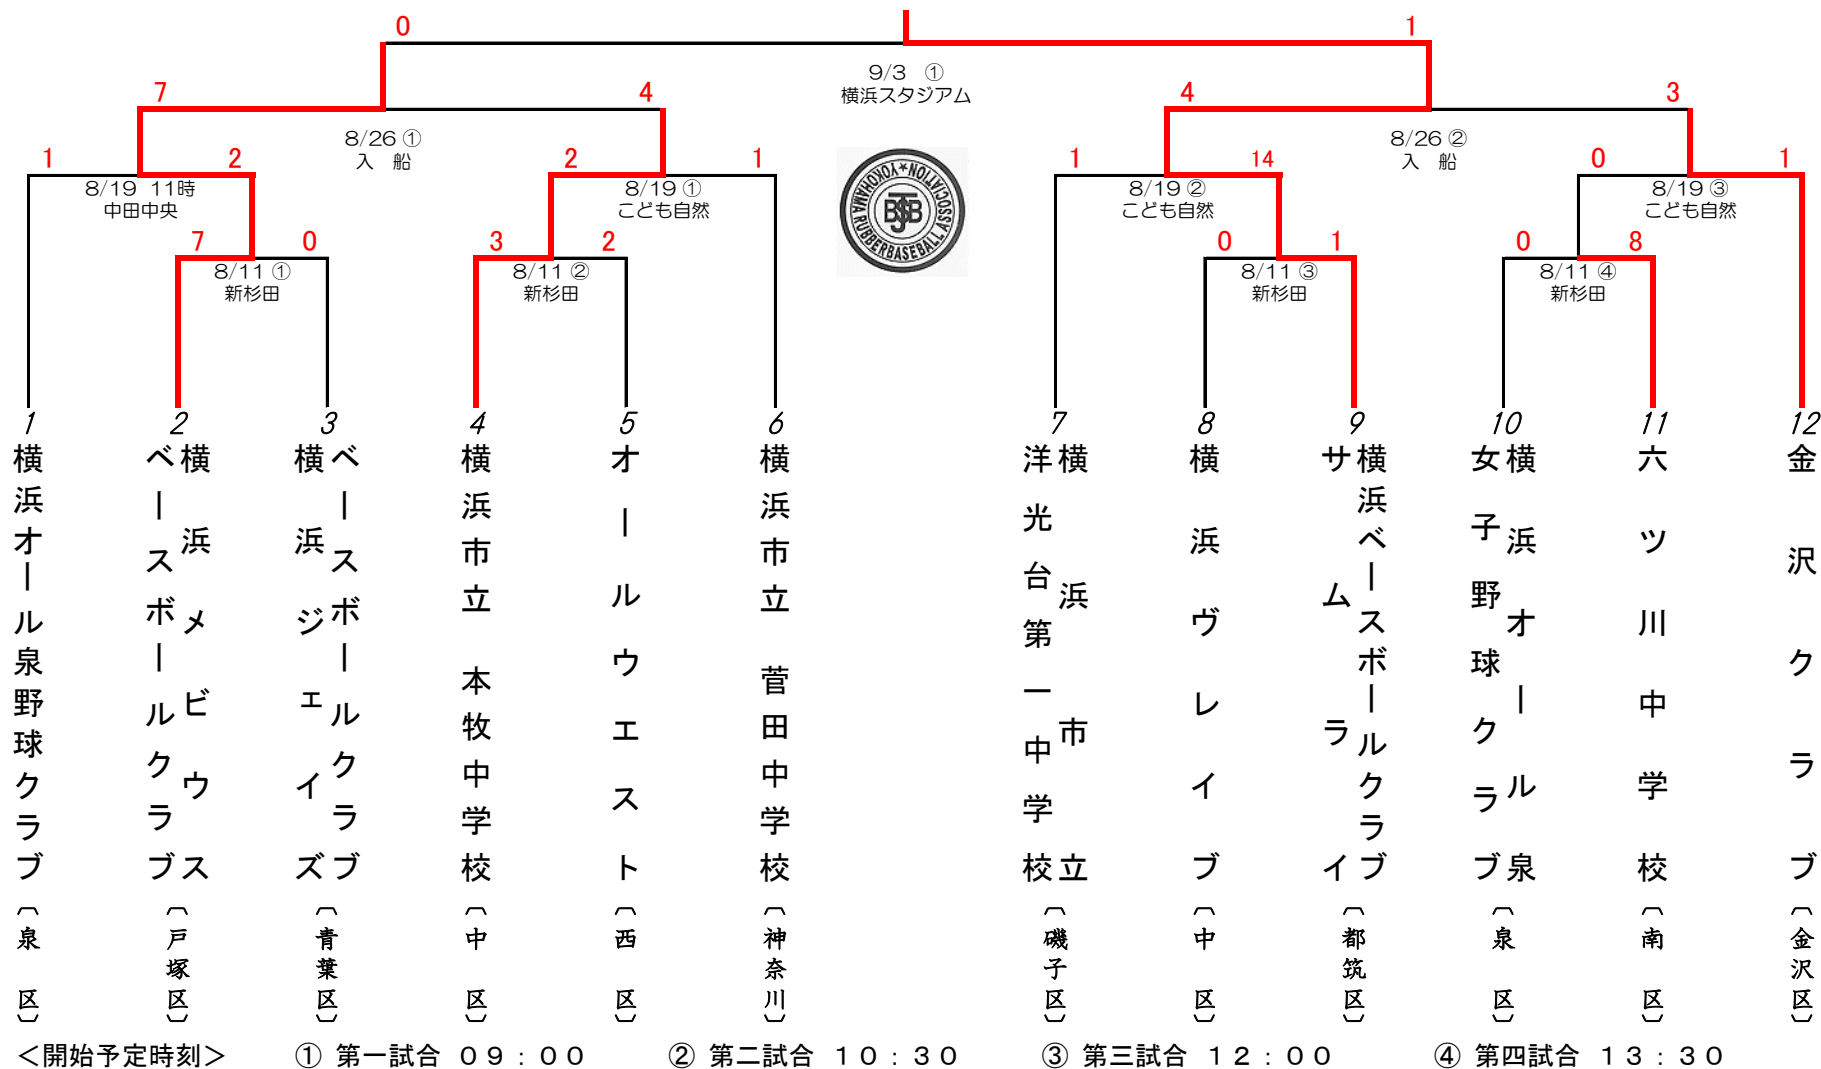 0 1
9/3 ①
横浜スタジアム
7 4 4 3
8/26 ① 8/26 ②
入 船 入 船
1 2 2 1 1 14 0 1
8/19 11時 8/19 ① 8/19 ② 8/19 ③
中田中央 こども自然 こども自然 こども自然
7 0 3 2 0 1 0 8
8/11 ① 8/11 ② 8/11 ③ 8/11 ④
新杉田 新杉田 新杉田 新杉田
YOKOHAMA RUBBERBASEBALL ASSOCIATION
1
横浜オール泉野球クラブ
〔泉 区〕
2
横浜メビウス
ベースボールクラブ
〔戸塚区〕
3
ベースボールクラブ
横浜ジェイズ
〔青葉区〕
4
横浜市立 本牧中学校
〔中 区〕
5
オールウエスト
〔西 区〕
6
横浜市立 菅田中学校
〔神奈川〕
7
横浜市立
洋光台第一中学校
〔磯子区〕
8
横浜ヴレイブ
〔中 区〕
9
横浜ベースボールクラブ
サムライ
〔都筑区〕
10
横浜オール泉
女子野球クラブ
〔泉 区〕
11
六ツ川中学校
〔南 区〕
12
金沢クラブ
〔金沢区〕
＜開始予定時刻＞ ① 第一試合 ０９：００ ② 第二試合 １０：３０ ③ 第三試合 １２：００ ④ 第四試合 １３：３０